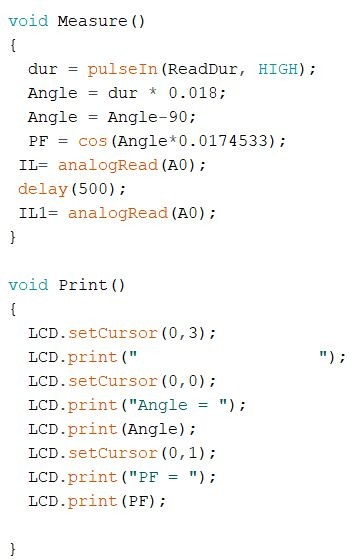 void Measure()
{
  dur = pulseIn(ReadDur, HIGH);
  Angle = dur * 0.018;
  Angle = Angle-90;
  PF = cos(Angle*0.0174533);
 IL= analogRead(A0);
 delay(500);
 IL1= analogRead(A0);
}

void Print()
{
  LCD.setCursor(0,3);
  LCD.print("                   ");
  LCD.setCursor(0,0);
  LCD.print("Angle = ");
  LCD.print(Angle);
  LCD.setCursor(0,1);
  LCD.print("PF = ");
  LCD.print(PF);

}